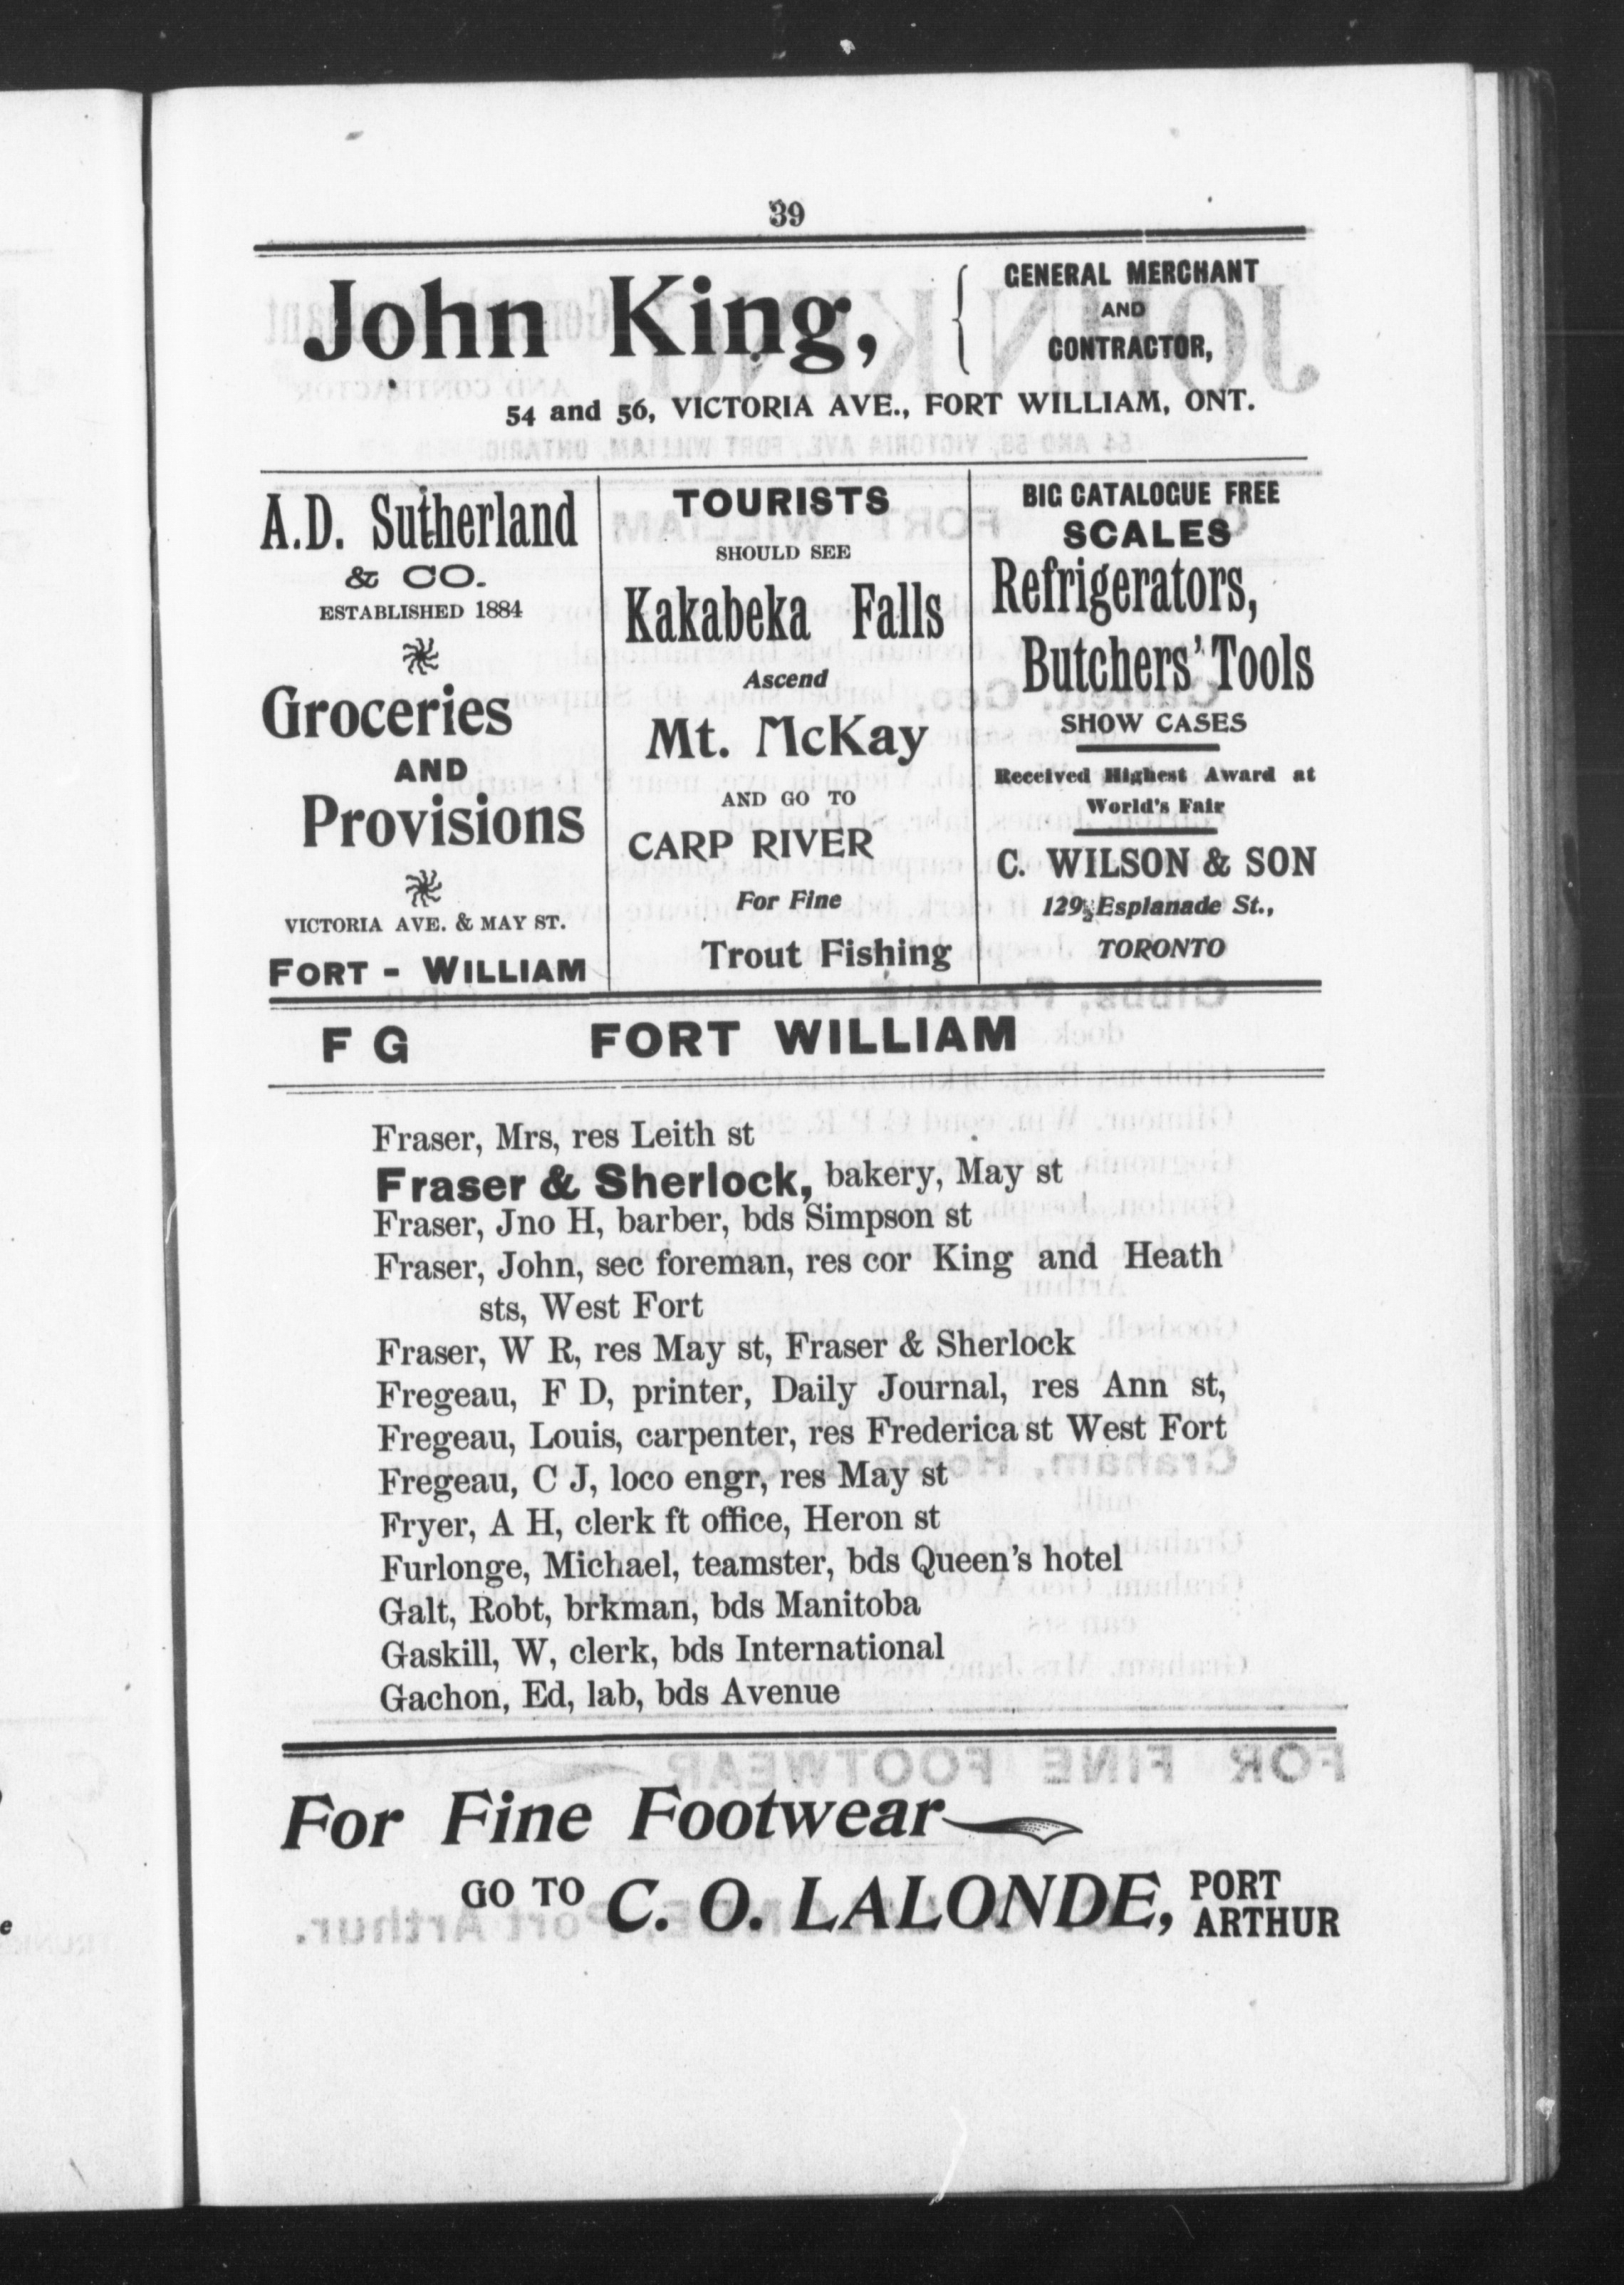 39
John King,
GENERAL MERCHANT
AND
CONTRACTOR,
54 and 56, VICTORIA AVE., FORT WILLIAM, ONT.
A.D. Sutherland
& CO.
ESTABLISHED 1884
Groceries
AND
Provisions
VICTORIA AVE. & MAY ST.
FORT - WILLIAM
TOURISTS
SHOULD SEE
Kakabeka Falls
Ascend
Mt. McKay
AND GO TO
CARP RIVER
For Fine
Trout Fishing
BIG CATALOGUE FREE
SCALES
Refrigerators,
Butchers' Tools
SHOW CASES
Received Highest Award at
World's Fair
C. WILSON & SON
129½ Esplanade St.,
TORONTO
F G FORT WILLIAM
Fraser, Mrs, res Leith st
Fraser & Sherlock, bakery, May st
Fraser, Jno H, barber, bds Simpson st
Fraser, John, sec foreman, res cor King and Heath
sts, West Fort
Fraser, W R, res May st, Fraser & Sherlock
Fregeau, F D, printer, Daily Journal, res Ann st,
Fregeau, Louis, carpenter, res Frederica st West Fort
Fregeau, C J, loco engr, res May st
Fryer, A H, clerk ft office, Heron st
Furlonge, Michael, teamster, bds Queen's hotel
Galt, Robt, brkman, bds Manitoba
Gaskill, W, clerk, bds International
Gachon, Ed, lab, bds Avenue
For Fine Footwear
GO TO C. O. LALONDE, PORT
ARTHUR